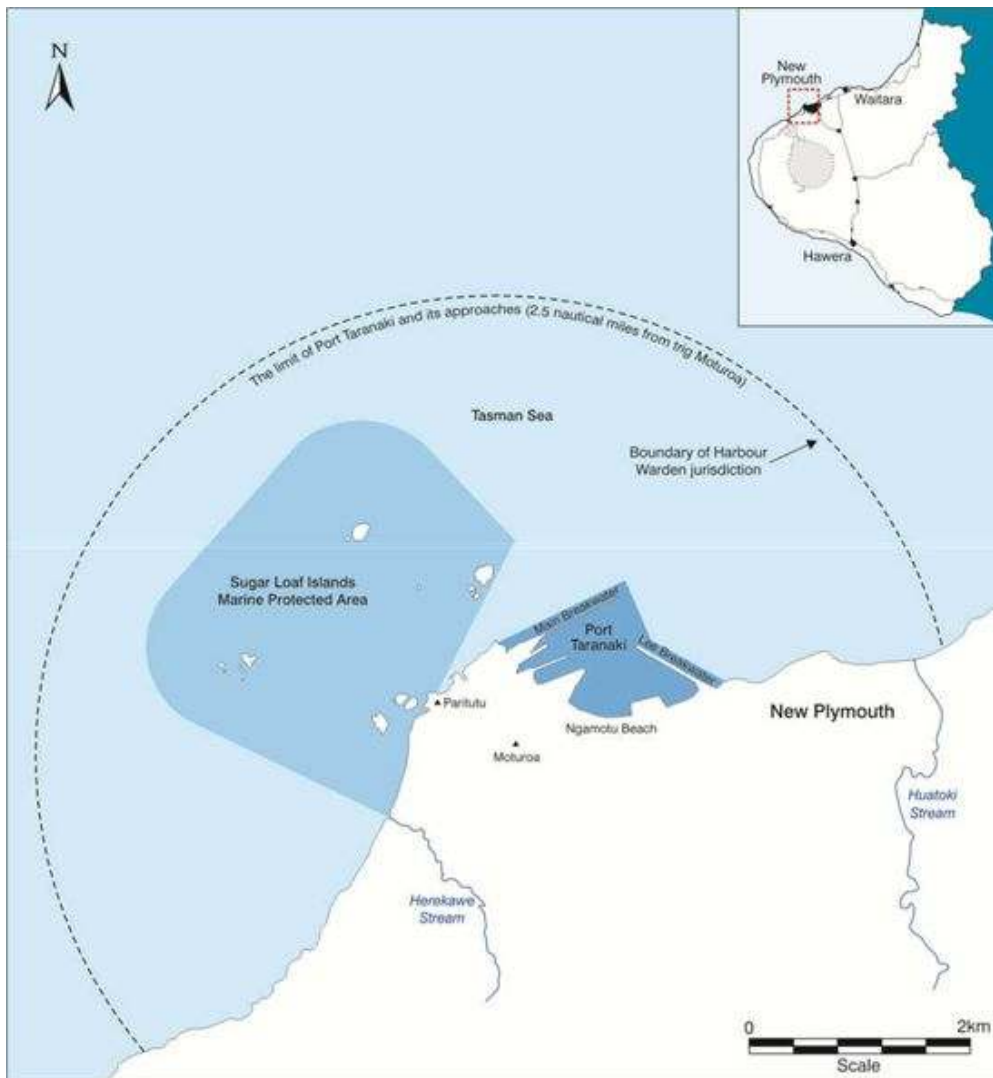 N
New
Plymouth
Waitara
Hawera
The limit of Port Taranaki and its approaches (2.5 nautical miles from trig Moturoa)
Tasman Sea
Boundary of Harbour
Warden jurisdiction
Sugar Loaf Islands
Marine Protected Area
Main Breakwater
Port
Taranaki
Lee Breakwater
Paritutu
Ngamotu Beach
New Plymouth
Moturoa
Huatoki
Stream
Herekawe
Stream
0 2km
Scale